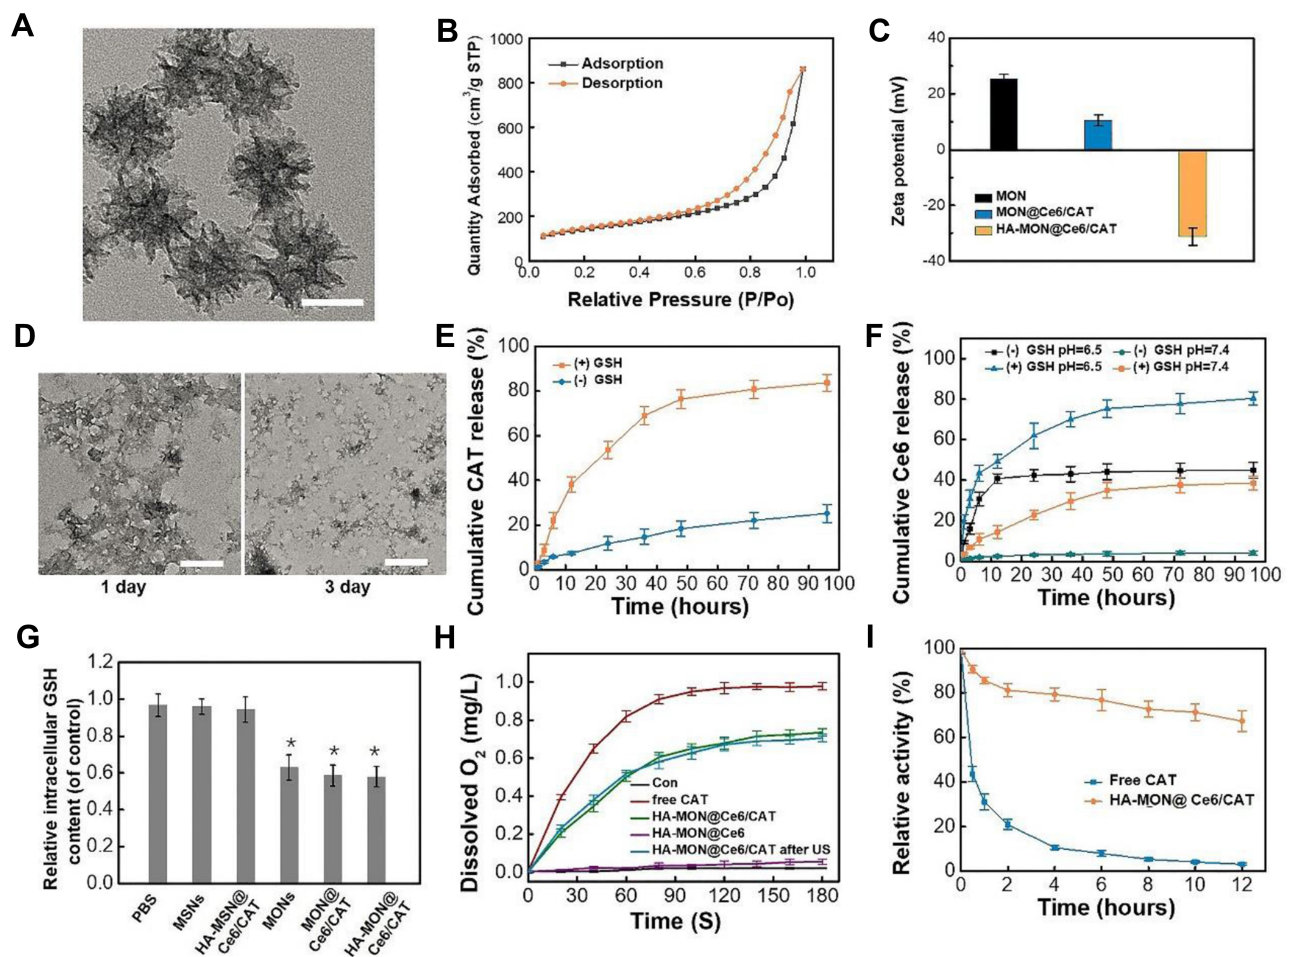 A
B
1000
800
600
400
200
0
Quantity Adsorbed (cm³/g STP)
Adsorption
Desorption
0.0
0.2
0.4
0.6
0.8
1.0
Relative Pressure (P/Po)
C
40
20
0
-20
-40
Zeta potential (mV)
MON
MON@Ce6/CAT
HA-MON@Ce6/CAT
D
1 day
3 day
E
100
80
60
40
20
0
Cumulative CAT release (%)
(+) GSH
(-) GSH
0 10 20 30 40 50 60 70 80 90 100
Time (hours)
F
100
80
60
40
20
0
Cumulative Ce6 release (%)
(-) GSH pH=6.5
(-) GSH pH=7.4
(+) GSH pH=6.5
(+) GSH pH=7.4
0 10 20 30 40 50 60 70 80 90 100
Time (hours)
G
1.2
1.0
0.8
0.6
0.4
0.2
0.0
Relative intracellular GSH
content (of control)
*
*
*
PBS
MSNs
HA-MSN@
Ce6/CAT
MONs
MON@
Ce6/CAT
HA-MON@
Ce6/CAT
H
1.0
0.8
0.6
0.4
0.2
0.0
Dissolved O₂ (mg/L)
Con
free CAT
HA-MON@Ce6/CAT
HA-MON@Ce6
HA-MON@Ce6/CAT after US
0 30 60 90 120 150 180
Time (S)
I
100
80
60
40
20
0
Relative activity (%)
Free CAT
HA-MON@ Ce6/CAT
0 2 4 6 8 10 12
Time (hours)